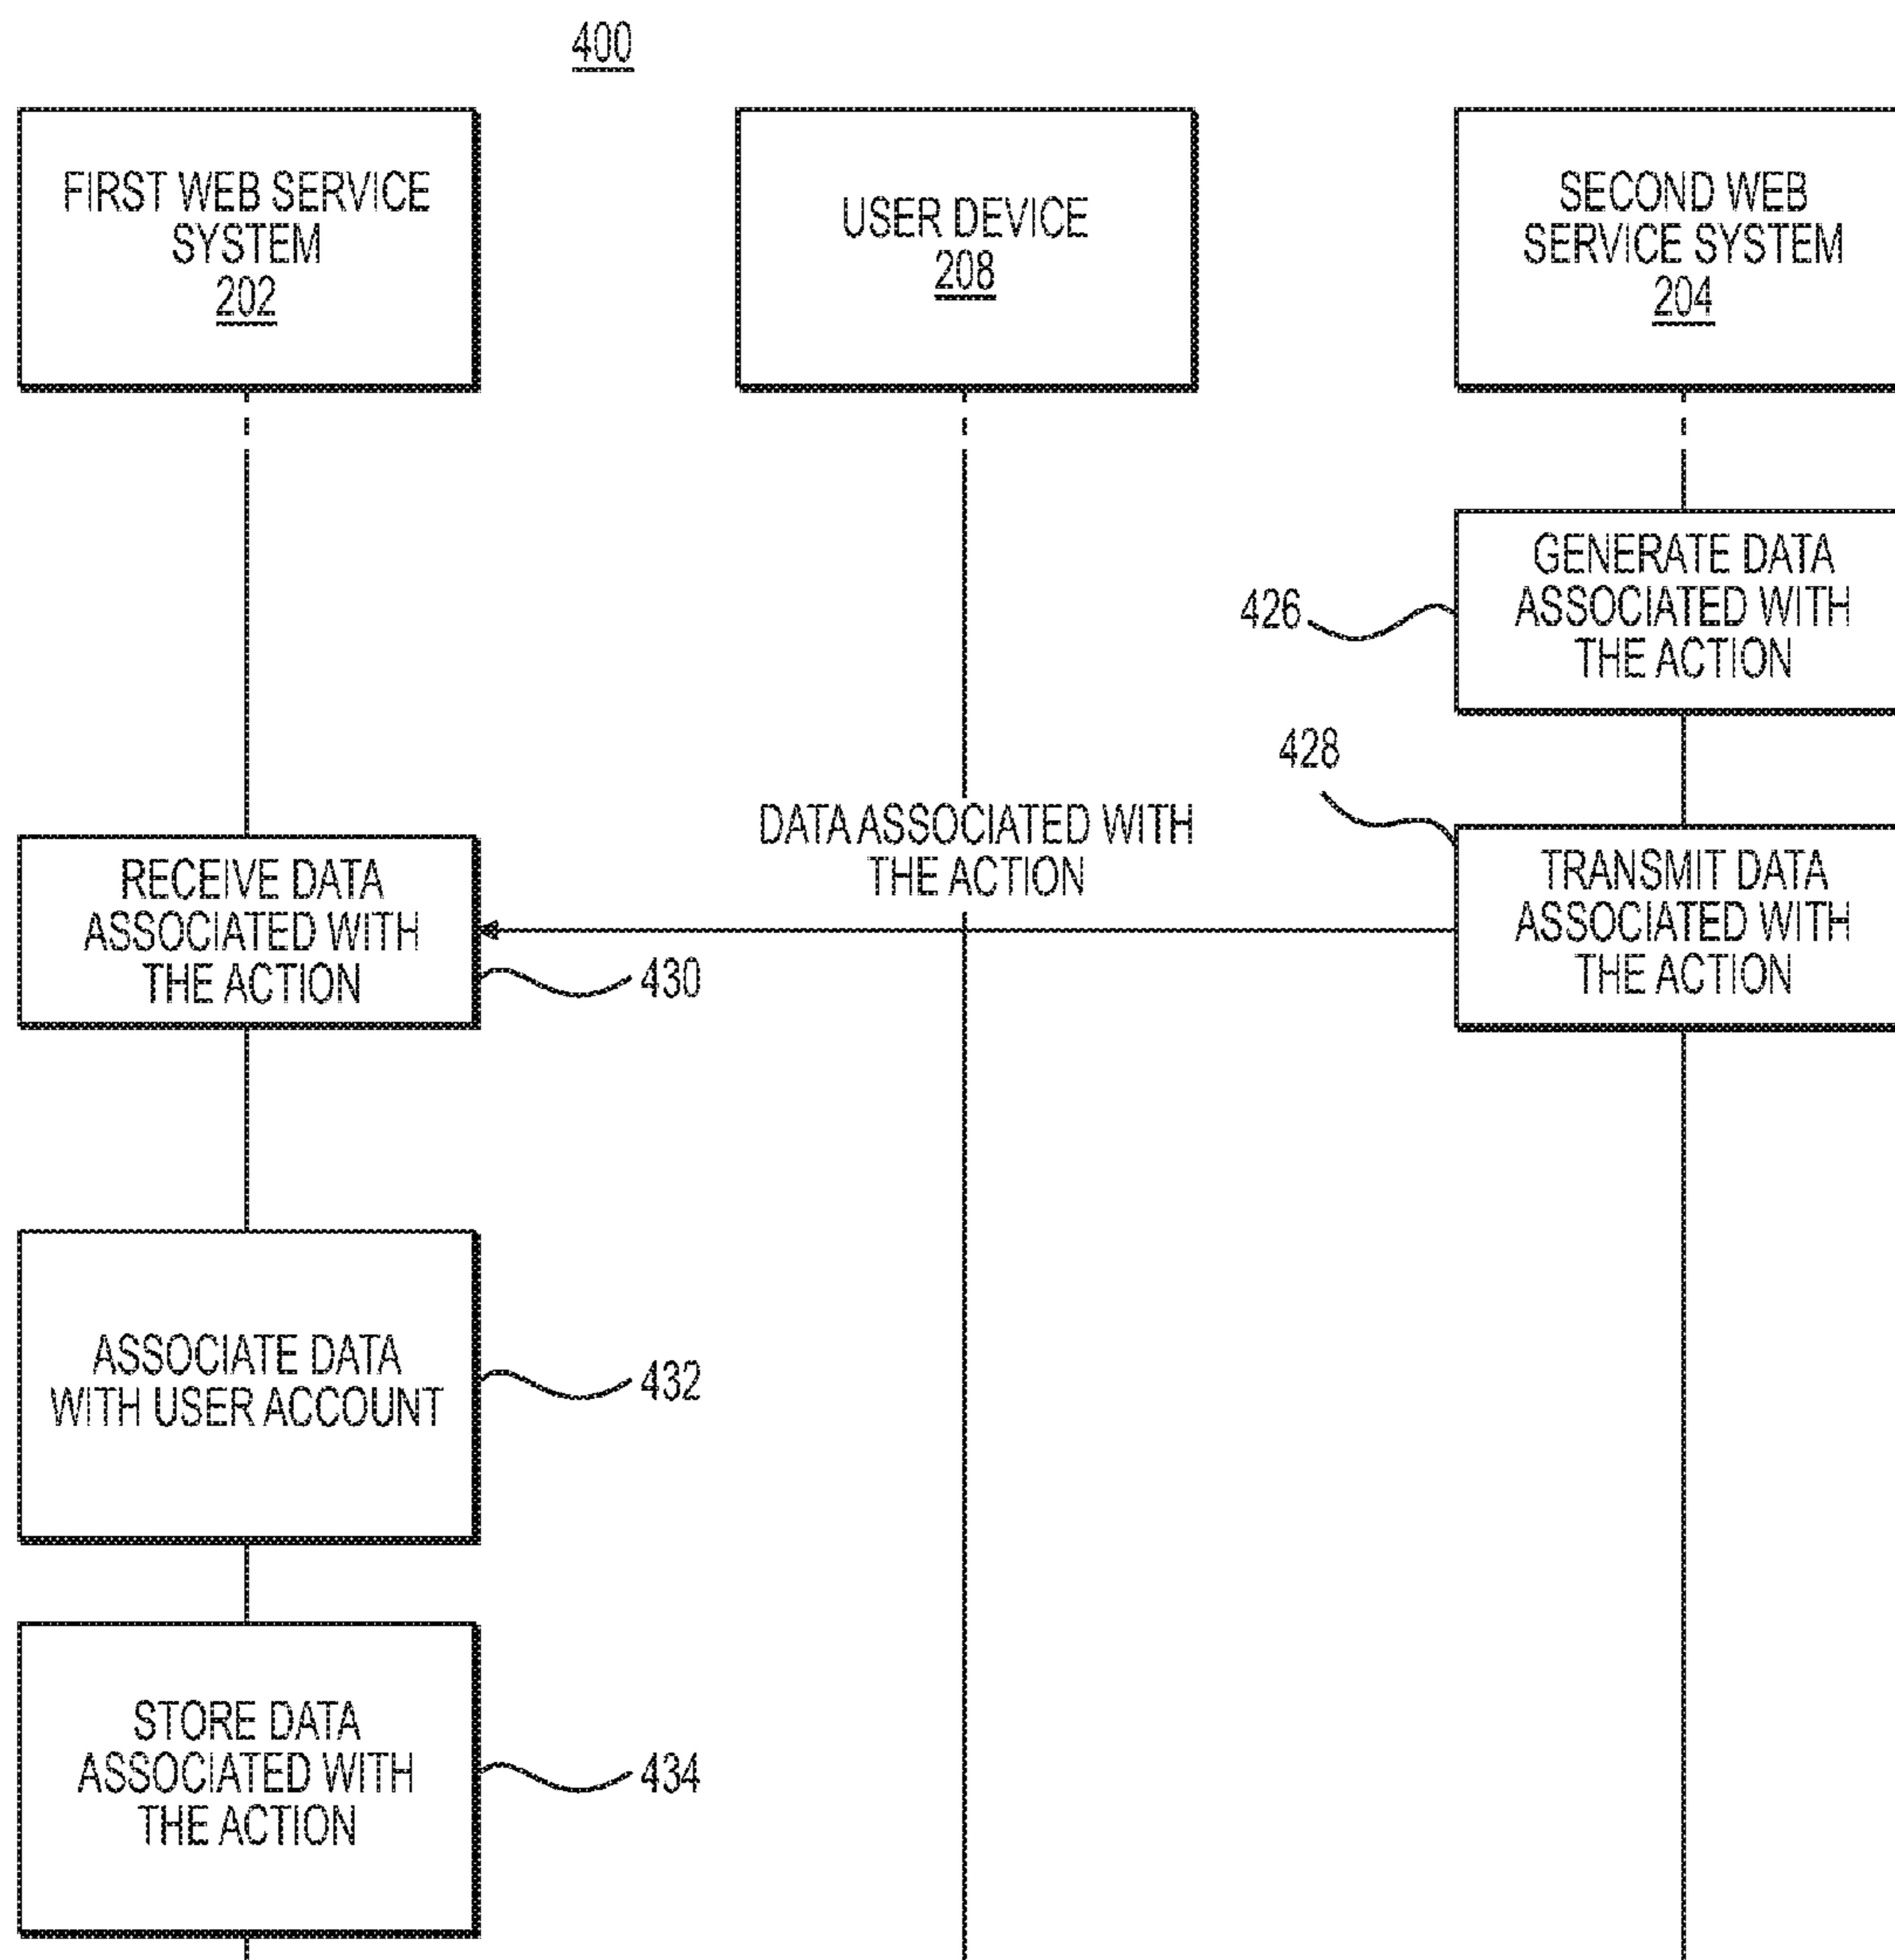 400
FIRST WEB SERVICE
SYSTEM
202
USER DEVICE
208
SECOND WEB
SERVICE SYSTEM
204
GENERATE DATA
ASSOCIATED WITH
THE ACTION
426
428
DATA ASSOCIATED WITH
THE ACTION
TRANSMIT DATA
ASSOCIATED WITH
THE ACTION
RECEIVE DATA
ASSOCIATED WITH
THE ACTION
430
ASSOCIATE DATA
WITH USER ACCOUNT
432
STORE DATA
ASSOCIATED WITH
THE ACTION
434